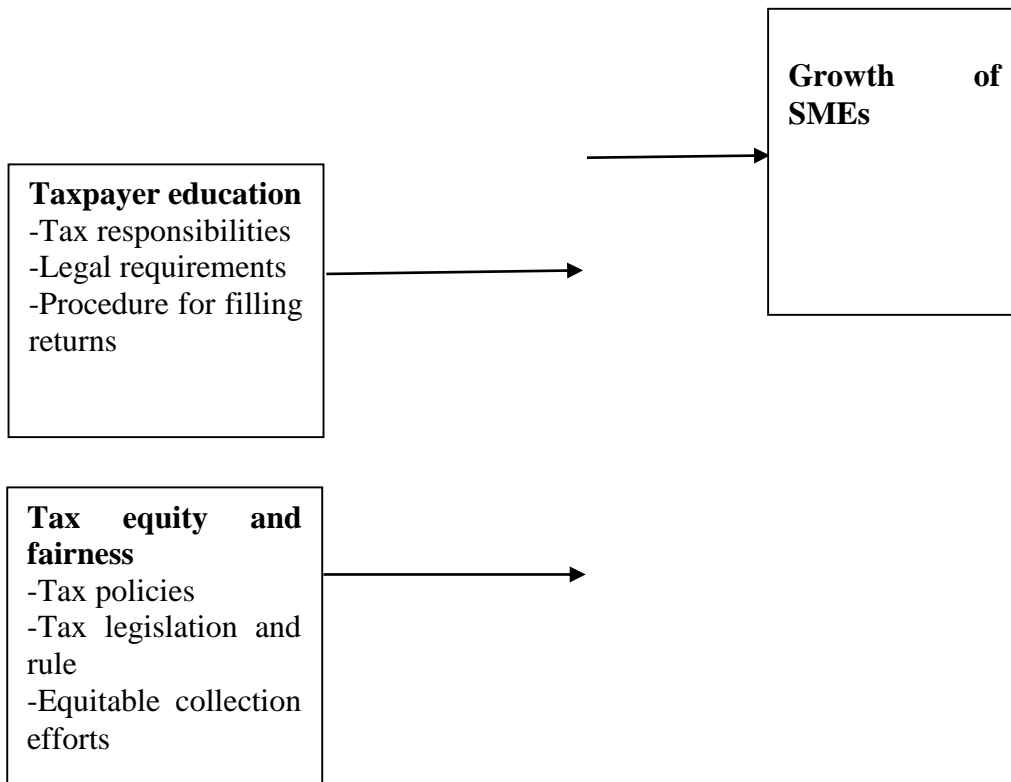 Growth of
SMEs
Taxpayer education
-Tax responsibilities
-Legal requirements
-Procedure for filling
returns
Tax equity and
fairness
-Tax policies
-Tax legislation and
rule
-Equitable collection
efforts